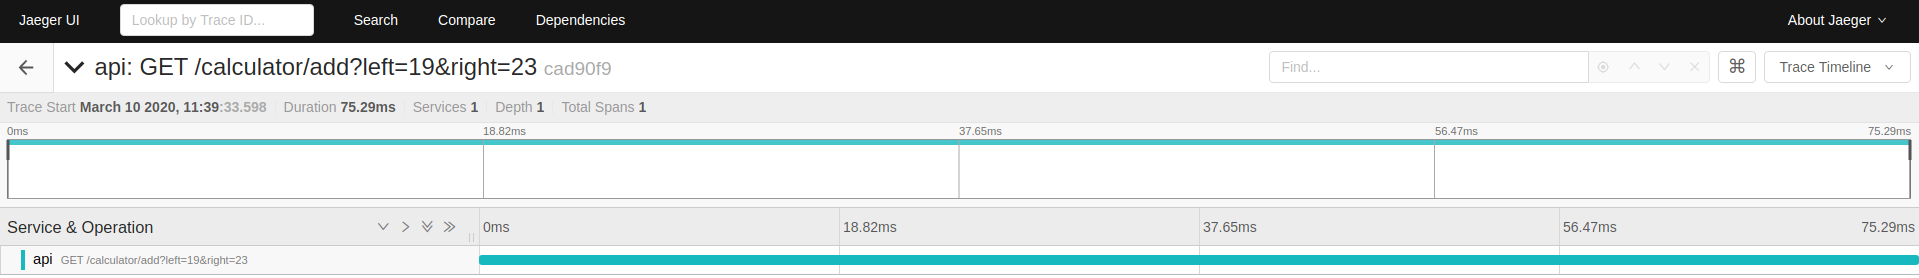 Jaeger UI Lookup by Trace ID... Search Compare Dependencies About Jaeger
api: GET /calculator/add?left=19&right=23 cad90f9 Find... ⌘ Trace Timeline
Trace Start March 10 2020, 11:39:33.598 Duration 75.29ms Services 1 Depth 1 Total Spans 1
0ms 18.82ms 37.65ms 56.47ms 75.29ms
Service & Operation 0ms 18.82ms 37.65ms 56.47ms 75.29ms
api GET /calculator/add?left=19&right=23